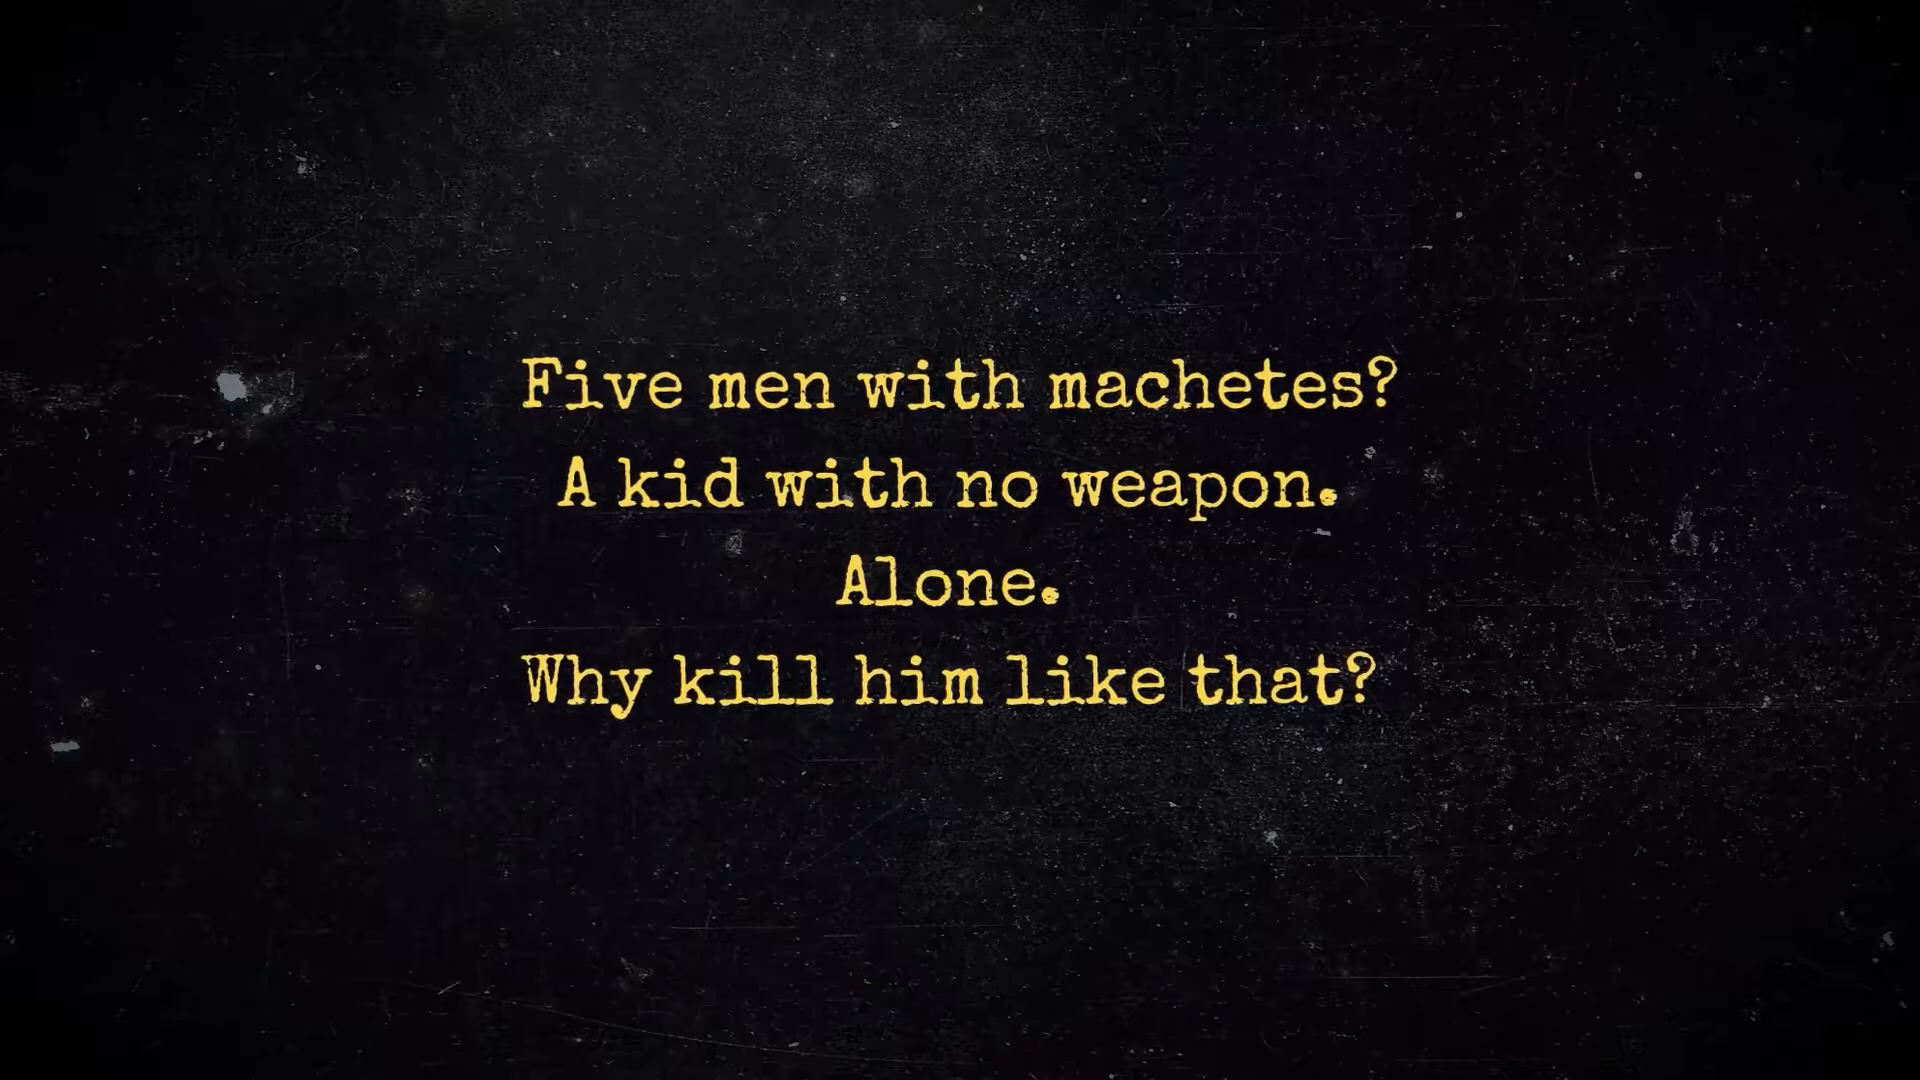 Five men with machetes?
A kid with no weapon.
Alone.
Why kill him like that?